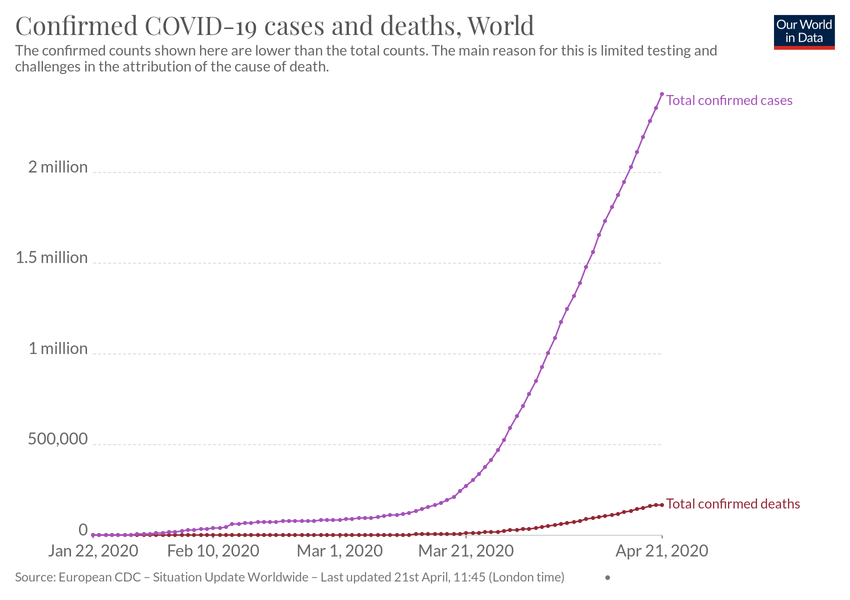 Confirmed COVID-19 cases and deaths, World
Our World
in Data
The confirmed counts shown here are lower than the total counts. The main reason for this is limited testing and
challenges in the attribution of the cause of death.
Total confirmed cases
2 million
1.5 million
1 million
500,000
Total confirmed deaths
0
Jan 22, 2020 Feb 10, 2020 Mar 1, 2020 Mar 21, 2020 Apr 21, 2020
Source: European CDC – Situation Update Worldwide – Last updated 21st April, 11:45 (London time) •